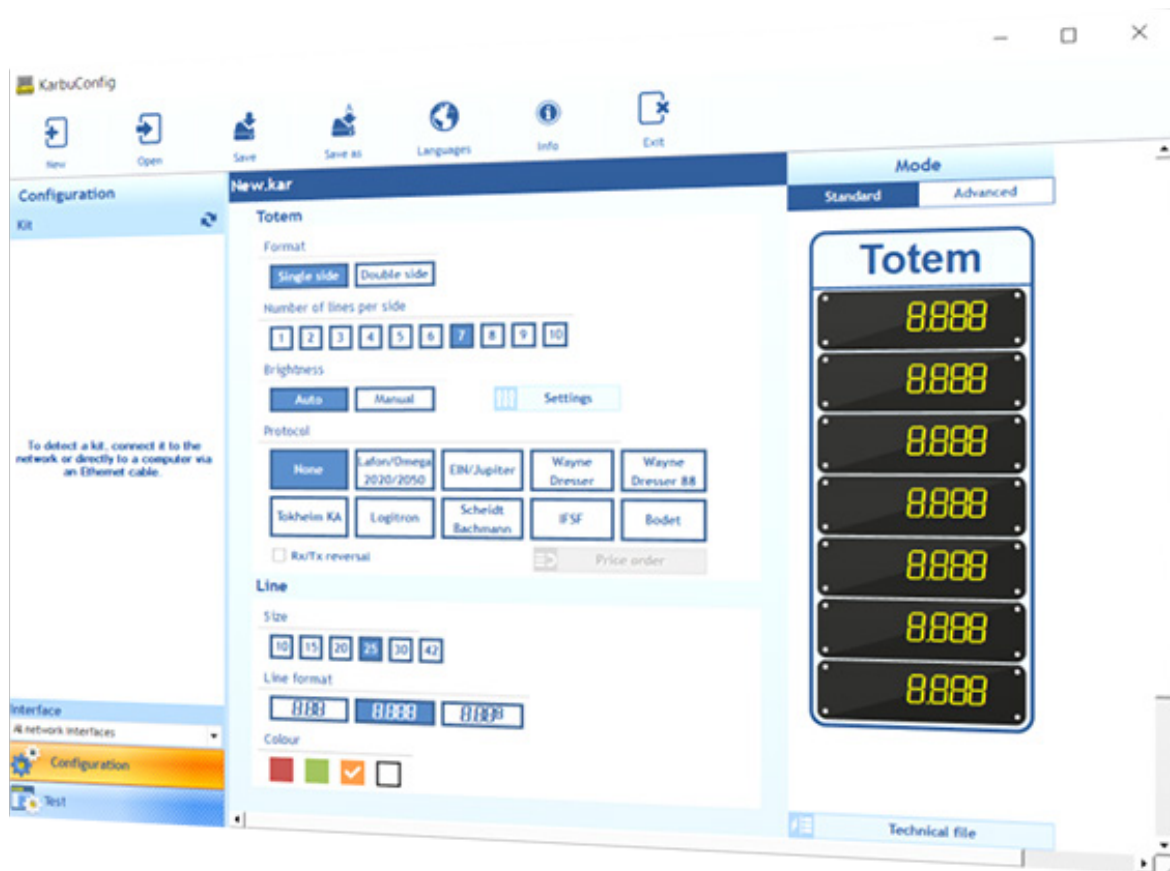 KarbuConfig
New
Open
Save
Save as
Languages
Info
Exit
Configuration
Kit
To detect a kit, connect it to the
network or directly to a computer via
an Ethernet cable.
Interface
All network interfaces
Configuration
Test
New.kar
Totem
Format
Single side Double side
Number of lines per side
1 2 3 4 5 6 7 8 9 10
Brightness
Auto Manual Settings
Protocol
None
Lafon/Omega
2020/2050
EIN/Jupiter
Wayne
Dresser
Wayne
Dresser 88
Tokheim KA
Logitron
Scheidt
Bachmann
IFSF
Bodet
Rx/Tx reversal
Price order
Line
Size
10 15 20 25 30 42
Line format
888 8.888 8.888
Colour
Mode
Standard Advanced
Totem
8.888
8.888
8.888
8.888
8.888
8.888
8.888
Technical file